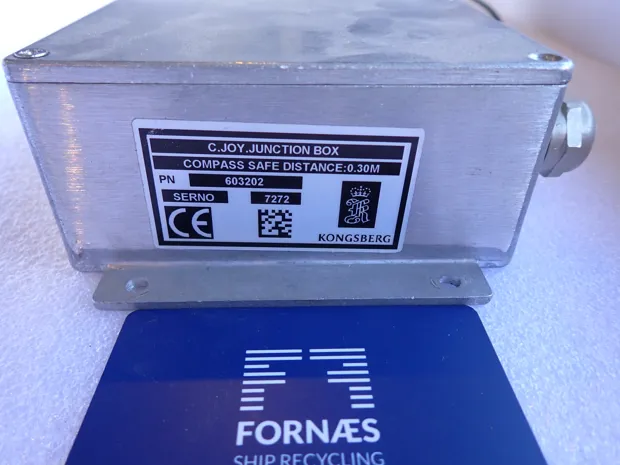 C.JOY.JUNCTION BOX
COMPASS SAFE DISTANCE:0.30M
PN 603202
SERNO 7272
CE
KONGSBERG
FORNÆS
SHIP RECYCLING